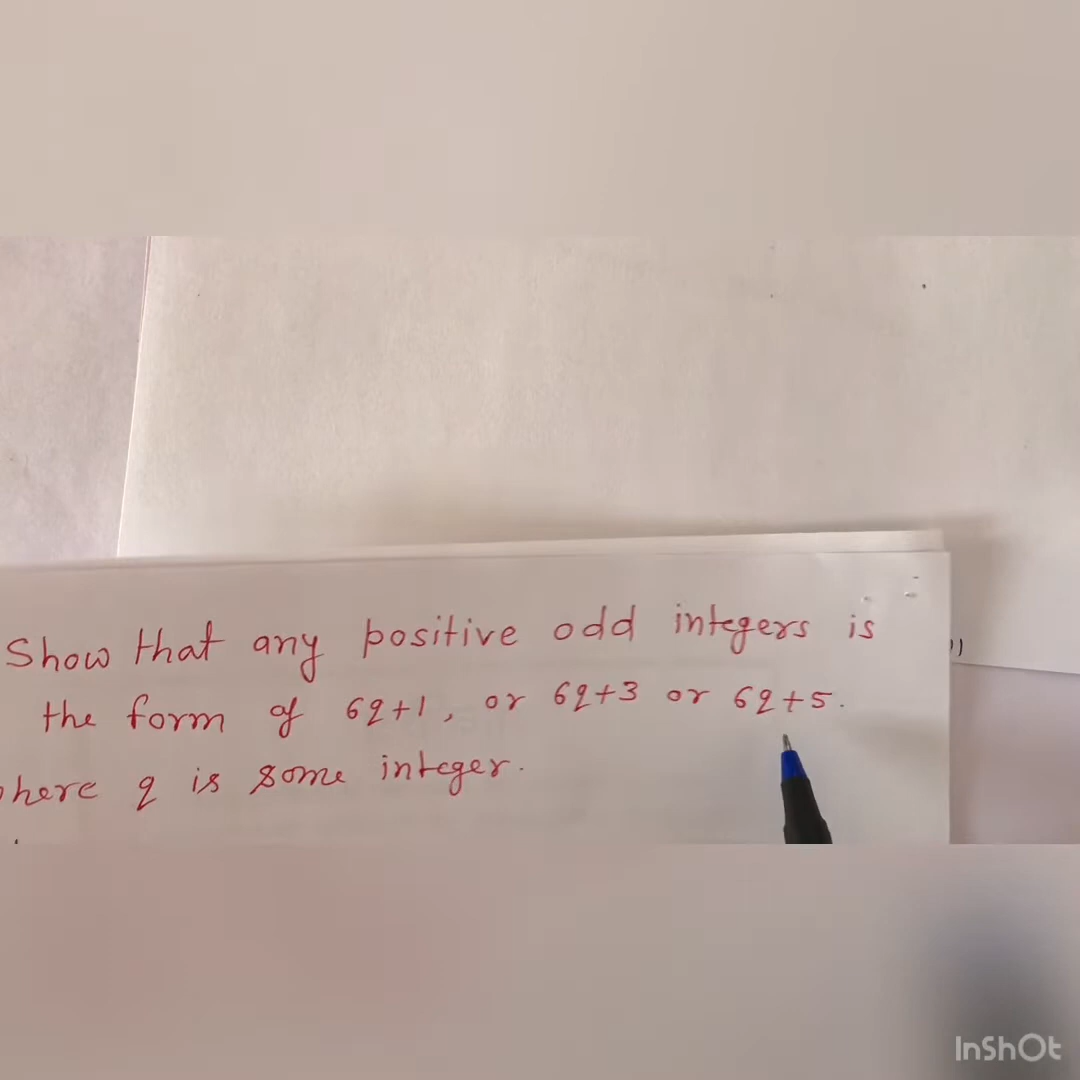 Show that any positive odd integers is
the form of 6q+1, or 6q+3 or 6q+5.
here q is some integer.
InShOt